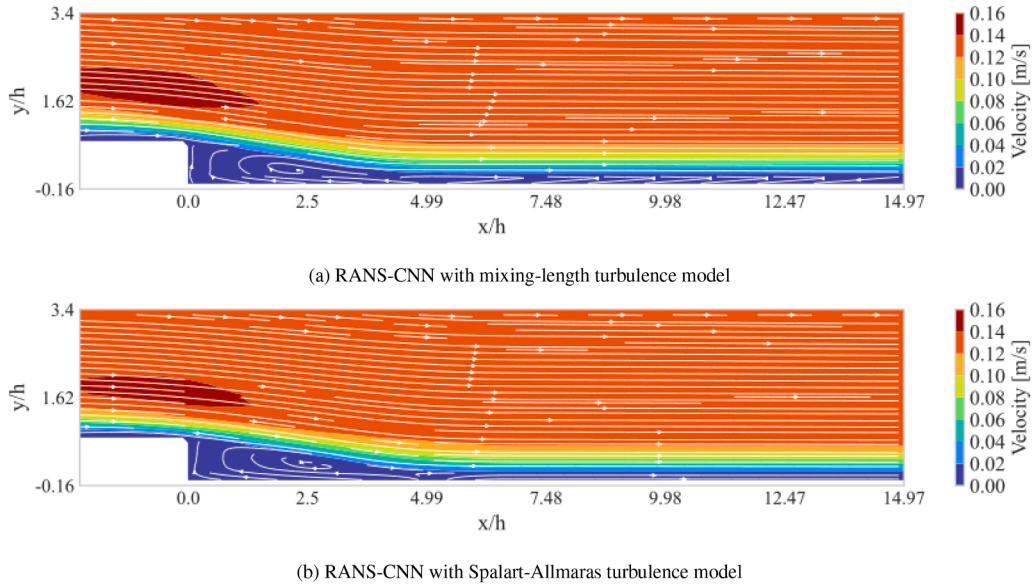 3.4
1.62
-0.16
y/h
0.0 2.5 4.99 7.48 9.98 12.47 14.97
x/h
0.16
0.14
0.12
0.10
0.08
0.06
0.04
0.02
0.00
Velocity [m/s]
(a) RANS-CNN with mixing-length turbulence model
3.4
1.62
-0.16
y/h
0.0 2.5 4.99 7.48 9.98 12.47 14.97
x/h
0.16
0.14
0.12
0.10
0.08
0.06
0.04
0.02
0.00
Velocity [m/s]
(b) RANS-CNN with Spalart-Allmaras turbulence model